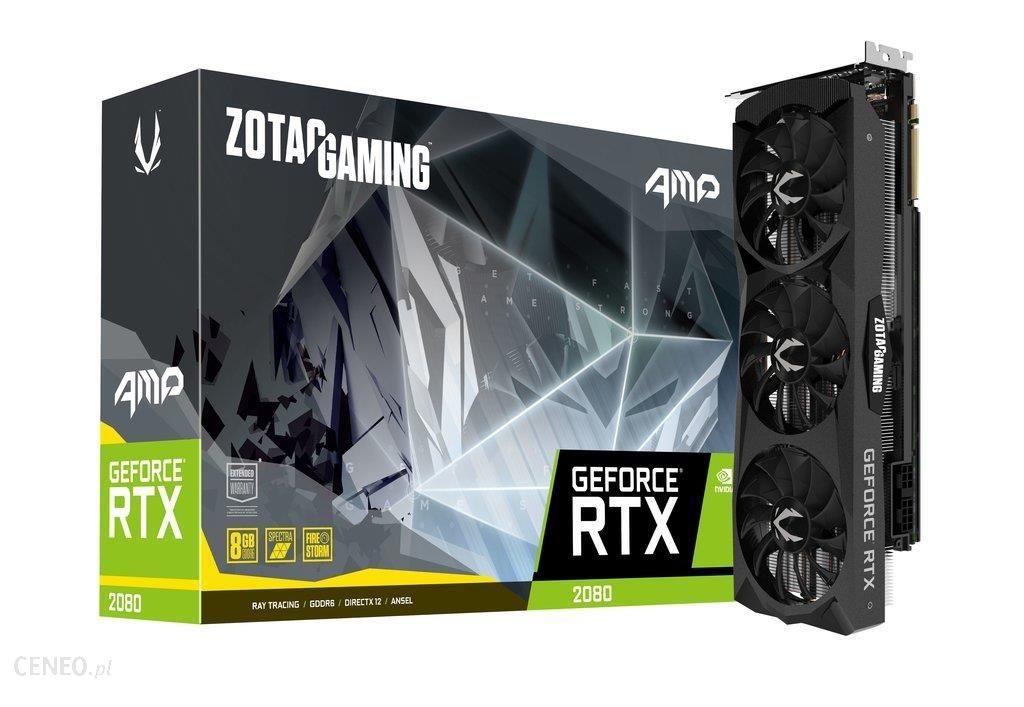 ZOTAC GAMING™
AMP
GET FAST
GAME STRONG
AMP
GEFORCE®
RTX
2080
EXTENDED
WARRANTY
8GB
GDDR6
SPECTRA
FIRE
STORM
RAY TRACING / GDDR6 / DIRECTX 12 / ANSEL
GEFORCE®
RTX
2080
NVIDIA
ZOTAC GAMING
GEFORCE RTX
CENEO.pl